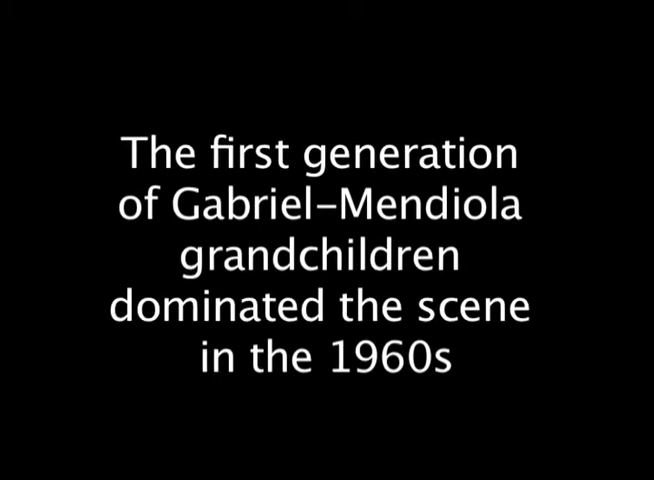 The first generation
of Gabriel–Mendiola
grandchildren
dominated the scene
in the 1960s